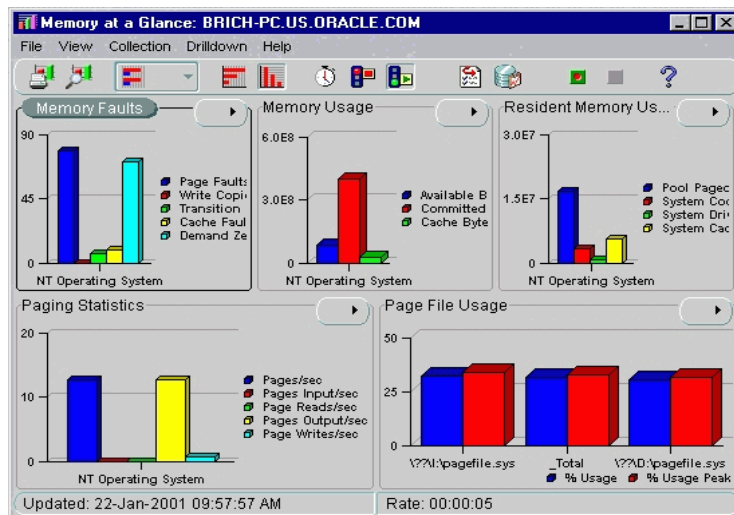 Memory at a Glance: BRICH-PC.US.ORACLE.COM
File View Collection Drilldown Help
Memory Faults
90
45
0
Page Faults
Write Copi
Transition
Cache Faul
Demand Ze
NT Operating System
Memory Usage
6.0E8
3.0E8
0
Available B
Committed
Cache Byte
NT Operating System
Resident Memory Us...
3.0E7
1.5E7
0
Pool Paged
System Cod
System Dri
System Cac
NT Operating System
Paging Statistics
20
10
0
Pages/sec
Pages Input/sec
Page Reads/sec
Pages Output/sec
Page Writes/sec
NT Operating System
Page File Usage
50
25
0
\??\I:\pagefile.sys _Total \??\D:\pagefile.sys
% Usage % Usage Peak
Updated: 22-Jan-2001 09:57:57 AM
Rate: 00:00:05